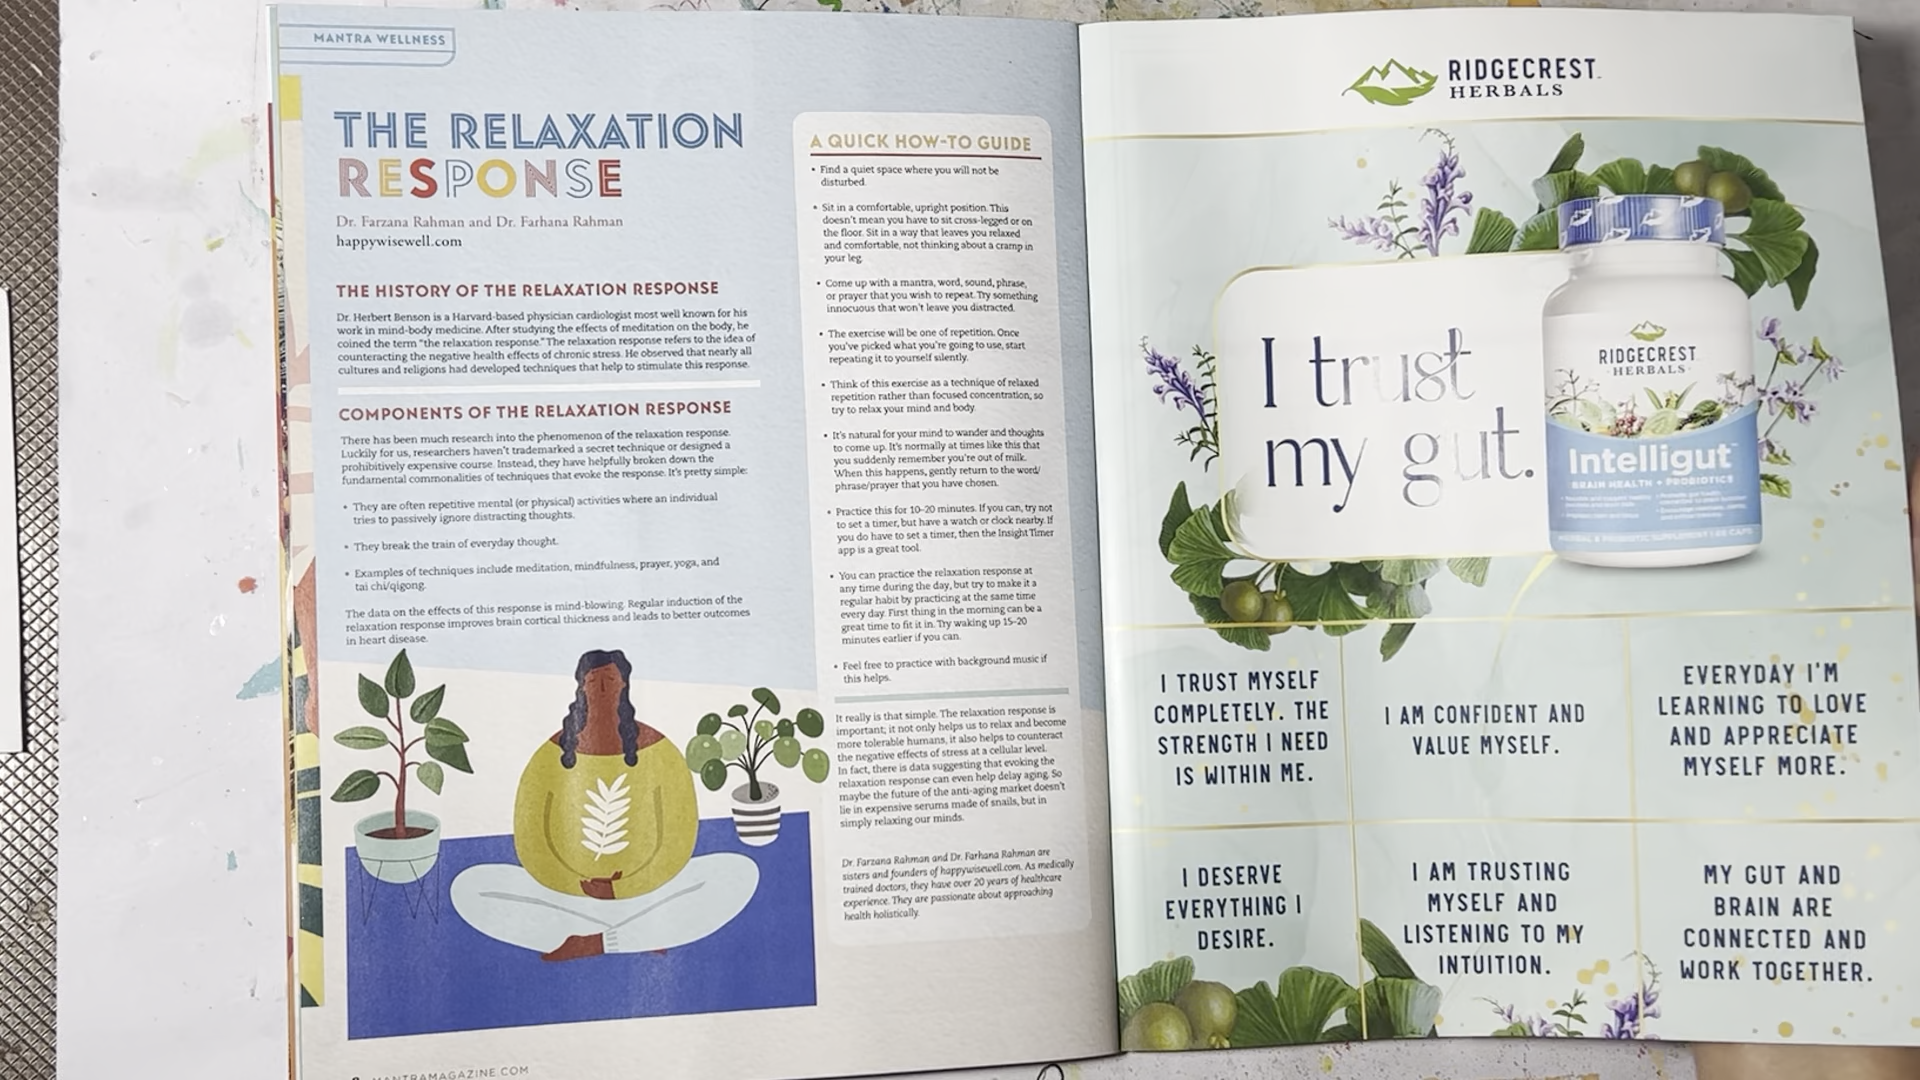 MANTRA WELLNESS
THE RELAXATION
RESPONSE
Dr. Farzana Rahman and Dr. Farhana Rahman
happywisewell.com
THE HISTORY OF THE RELAXATION RESPONSE
Dr. Herbert Benson is a Harvard-based physician cardiologist most well known for his
work in mind-body medicine. After studying the effects of meditation on the body, he
coined the term "the relaxation response." The relaxation response refers to the idea of
counteracting the negative health effects of chronic stress. He observed that nearly all
cultures and religions had developed techniques that help to stimulate this response.
COMPONENTS OF THE RELAXATION RESPONSE
There has been much research into the phenomenon of the relaxation response.
Luckily for us, researchers haven't trademarked a secret technique or designed a
prohibitively expensive course. Instead, they have helpfully broken down the
fundamental commonalities of techniques that evoke the response. It's pretty simple:
• They are often repetitive mental (or physical) activities where an individual
tries to passively ignore distracting thoughts.
• They break the train of everyday thought.
• Examples of techniques include meditation, mindfulness, prayer, yoga, and
tai chi/qigong.
The data on the effects of this response is mind-blowing. Regular induction of the
relaxation response improves brain cortical thickness and leads to better outcomes
in heart disease.
A QUICK HOW-TO GUIDE
• Find a quiet space where you will not be
disturbed.
• Sit in a comfortable, upright position. This
doesn't mean you have to sit cross-legged or on
the floor. Sit in a way that leaves you relaxed
and comfortable, not thinking about a cramp in
your leg.
• Come up with a mantra, word, sound, phrase,
or prayer that you wish to repeat. Try something
innocuous that won't leave you distracted.
• The exercise will be one of repetition. Once
you've picked what you're going to use, start
repeating it to yourself silently.
• Think of this exercise as a technique of relaxed
repetition rather than focused concentration, so
try to relax your mind and body.
• It's natural for your mind to wander and thoughts
to come up. It's normally at times like this that
you suddenly remember you're out of milk.
When this happens, gently return to the word/
phrase/prayer that you have chosen.
• Practice this for 10–20 minutes. If you can, try not
to set a timer, but have a watch or clock nearby. If
you do have to set a timer, then the Insight Timer
app is a great tool.
• You can practice the relaxation response at
any time during the day, but try to make it a
regular habit by practicing at the same time
every day. First thing in the morning can be a
great time to fit it in. Try waking up 15–20
minutes earlier if you can.
• Feel free to practice with background music if
this helps.
It really is that simple. The relaxation response is
important; it not only helps us to relax and become
more tolerable humans, it also helps to counteract
the negative effects of stress at a cellular level.
In fact, there is data suggesting that evoking the
relaxation response can even help delay aging. So
maybe the future of the anti-aging market doesn't
lie in expensive serums made of snails, but in
simply relaxing our minds.
Dr. Farzana Rahman and Dr. Farhana Rahman are
sisters and founders of happywisewell.com. As medically
trained doctors, they have over 20 years of healthcare
experience. They are passionate about approaching
health holistically.
MANTRAMAGAZINE.COM
RIDGECREST
HERBALS
I trust
my gut.
RIDGECREST
HERBALS
Intelligut
BRAIN HEALTH + PROBIOTICS
I TRUST MYSELF
COMPLETELY. THE
STRENGTH I NEED
IS WITHIN ME.
I AM CONFIDENT AND
VALUE MYSELF.
EVERYDAY I'M
LEARNING TO LOVE
AND APPRECIATE
MYSELF MORE.
I DESERVE
EVERYTHING I
DESIRE.
I AM TRUSTING
MYSELF AND
LISTENING TO MY
INTUITION.
MY GUT AND
BRAIN ARE
CONNECTED AND
WORK TOGETHER.